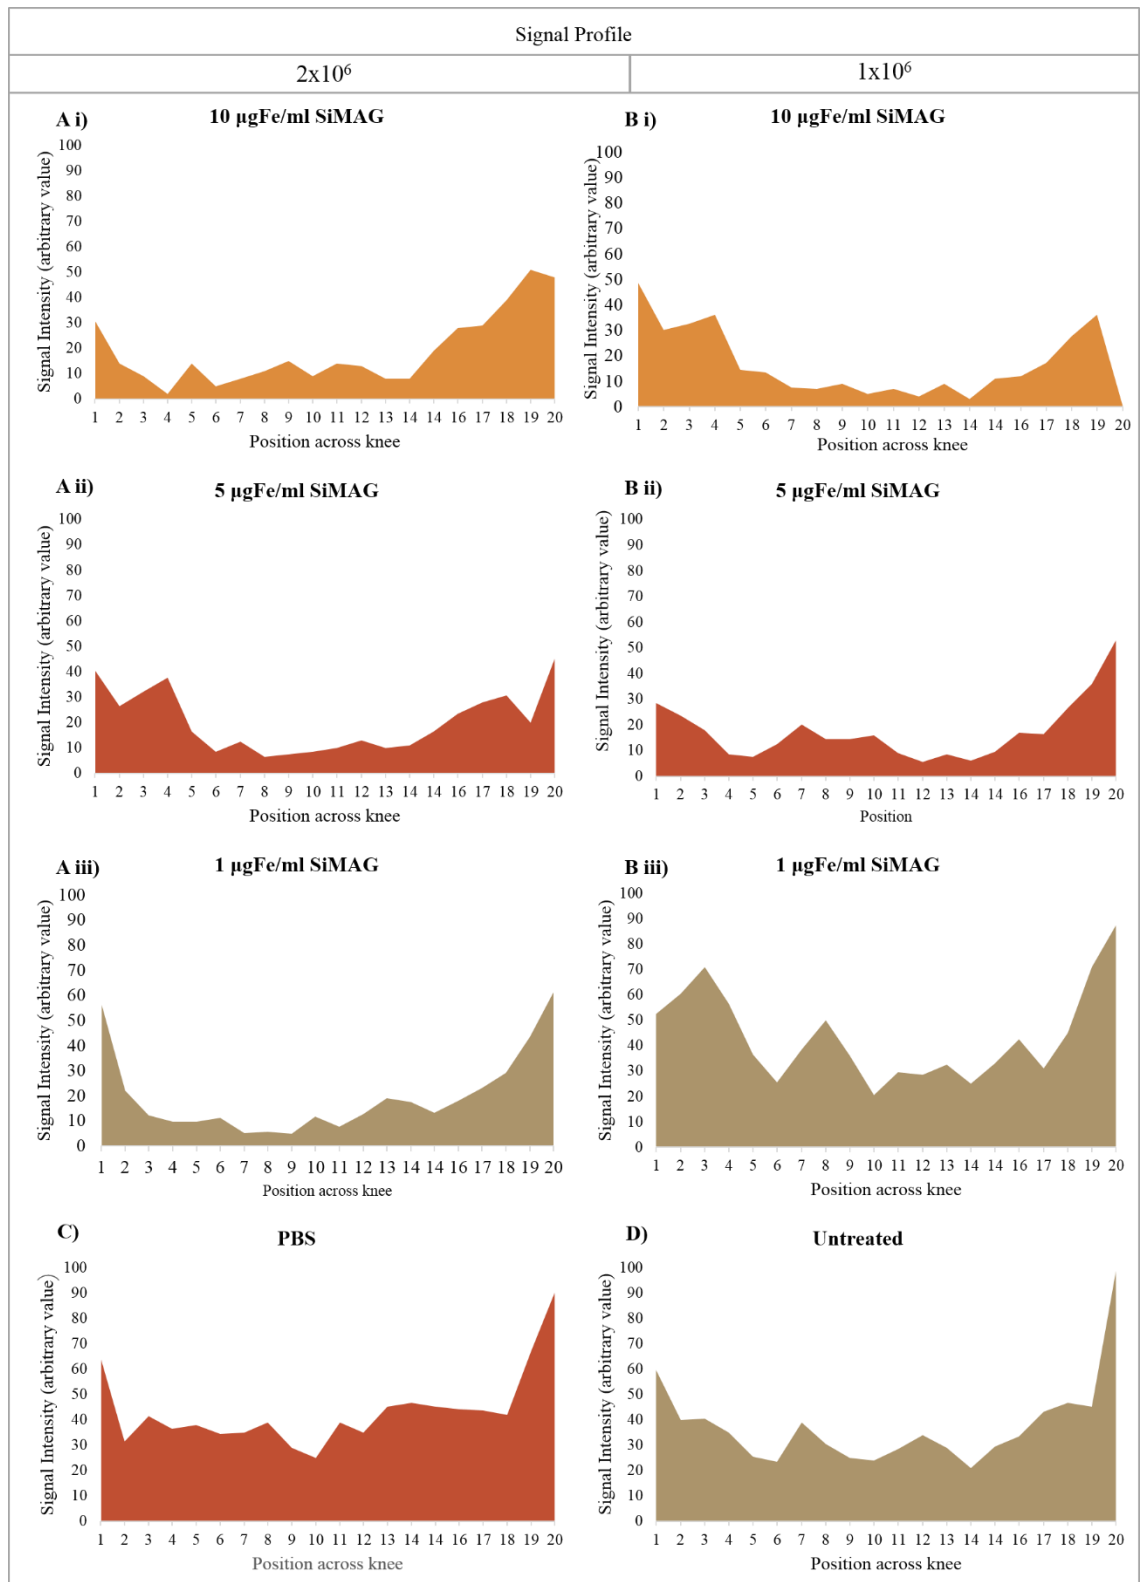 Signal Profile
2x10⁶
1x10⁶
A i)
10 µgFe/ml SiMAG
Signal Intensity (arbitrary value)
100
90
80
70
60
50
40
30
20
10
0
1 2 3 4 5 6 7 8 9 10 11 12 13 14 14 16 17 18 19 20
Position across knee
B i)
10 µgFe/ml SiMAG
Signal Intensity (arbitrary value)
100
90
80
70
60
50
40
30
20
10
0
1 2 3 4 5 6 7 8 9 10 11 12 13 14 14 16 17 18 19 20
Position across knee
A ii)
5 µgFe/ml SiMAG
Signal Intensity (arbitrary value)
100
90
80
70
60
50
40
30
20
10
0
1 2 3 4 5 6 7 8 9 10 11 12 13 14 14 16 17 18 19 20
Position across knee
B ii)
5 µgFe/ml SiMAG
Signal Intensity (arbitrary value)
100
90
80
70
60
50
40
30
20
10
0
1 2 3 4 5 6 7 8 9 10 11 12 13 14 14 16 17 18 19 20
Position
A iii)
1 µgFe/ml SiMAG
Signal Intensity (arbitrary value)
100
90
80
70
60
50
40
30
20
10
0
1 2 3 4 5 6 7 8 9 10 11 12 13 14 14 16 17 18 19 20
Position across knee
B iii)
1 µgFe/ml SiMAG
Signal Intensity (arbitrary value)
100
90
80
70
60
50
40
30
20
10
0
1 2 3 4 5 6 7 8 9 10 11 12 13 14 14 16 17 18 19 20
Position across knee
C)
PBS
Signal Intensity (arbitrary value)
100
90
80
70
60
50
40
30
20
10
0
1 2 3 4 5 6 7 8 9 10 11 12 13 14 14 16 17 18 19 20
Position across knee
D)
Untreated
Signal Intensity (arbitrary value)
100
90
80
70
60
50
40
30
20
10
0
1 2 3 4 5 6 7 8 9 10 11 12 13 14 14 16 17 18 19 20
Position across knee